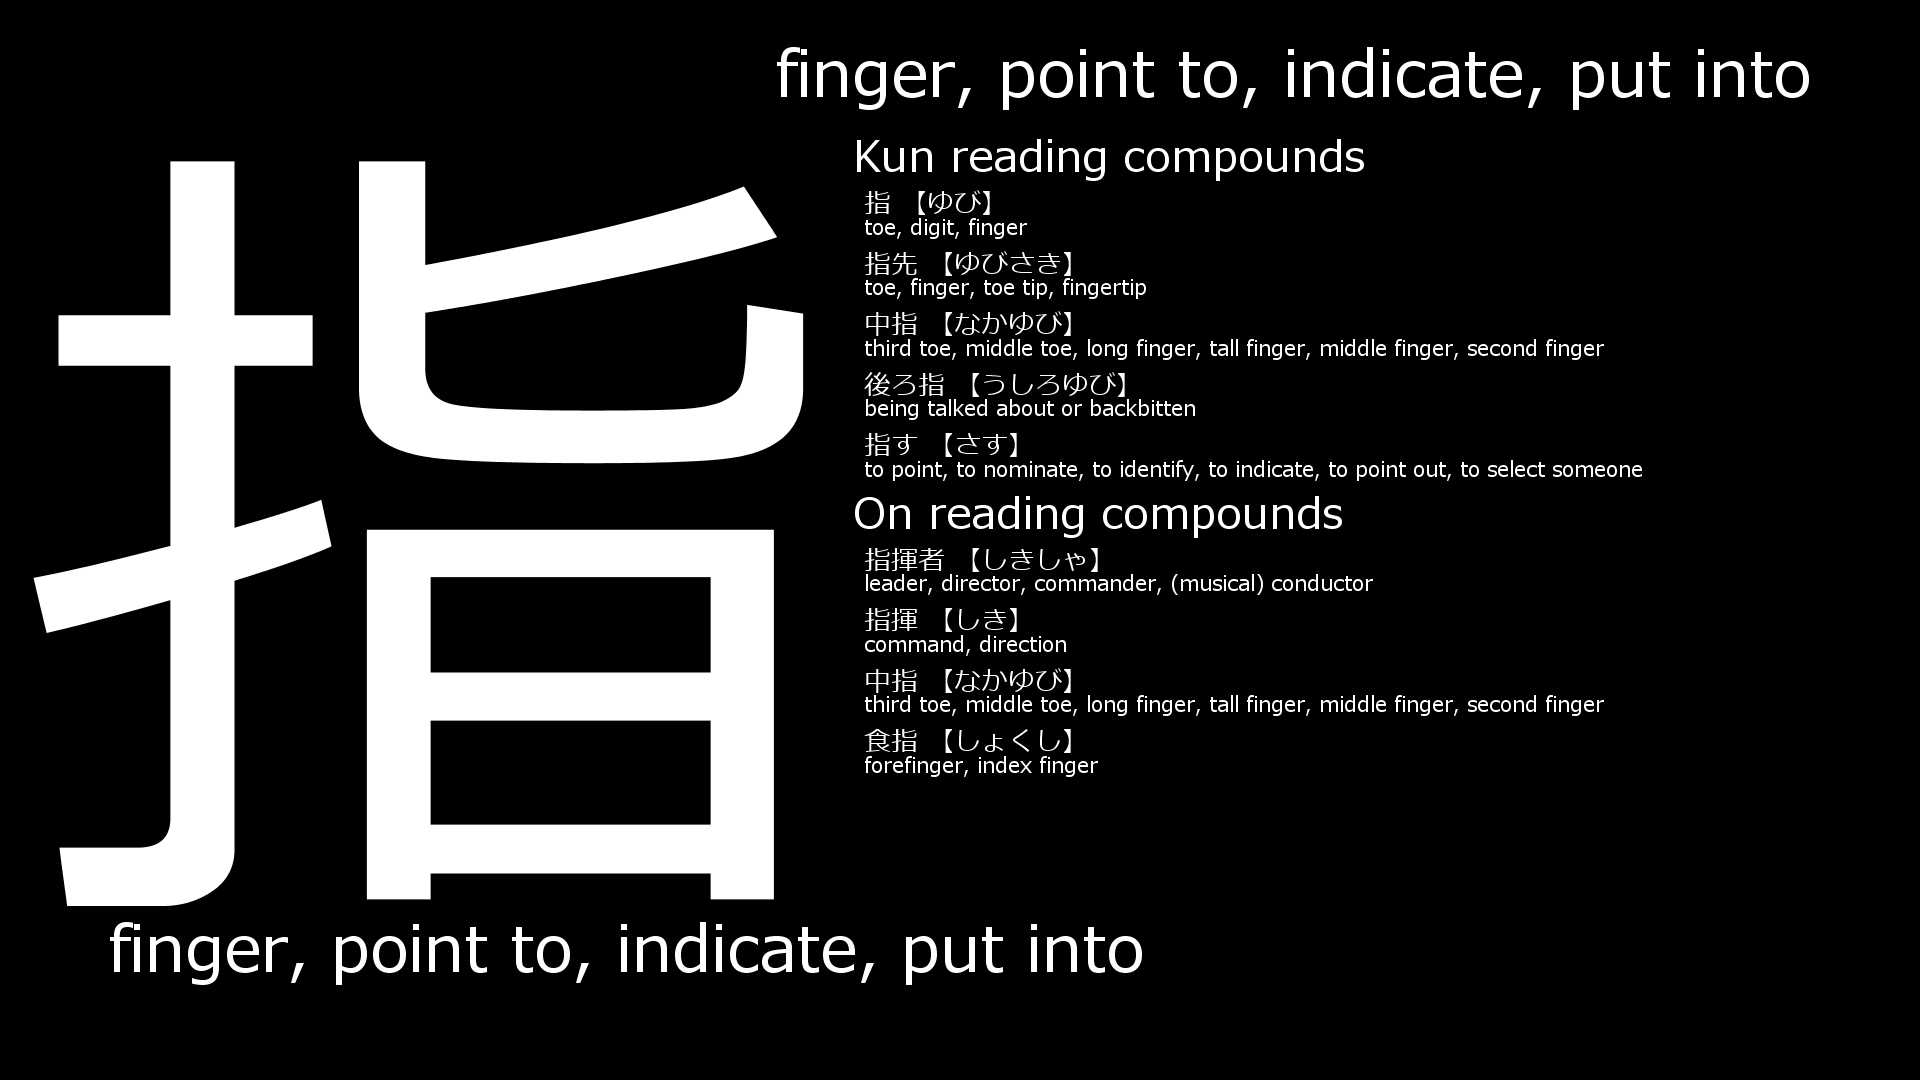 指
finger, point to, indicate, put into
Kun reading compounds
指 【ゆび】
toe, digit, finger
指先 【ゆびさき】
toe, finger, toe tip, fingertip
中指 【なかゆび】
third toe, middle toe, long finger, tall finger, middle finger, second finger
後ろ指 【うしろゆび】
being talked about or backbitten
指す 【さす】
to point, to nominate, to identify, to indicate, to point out, to select someone
On reading compounds
指揮者 【しきしゃ】
leader, director, commander, (musical) conductor
指揮 【しき】
command, direction
中指 【なかゆび】
third toe, middle toe, long finger, tall finger, middle finger, second finger
食指 【しょくし】
forefinger, index finger
finger, point to, indicate, put into